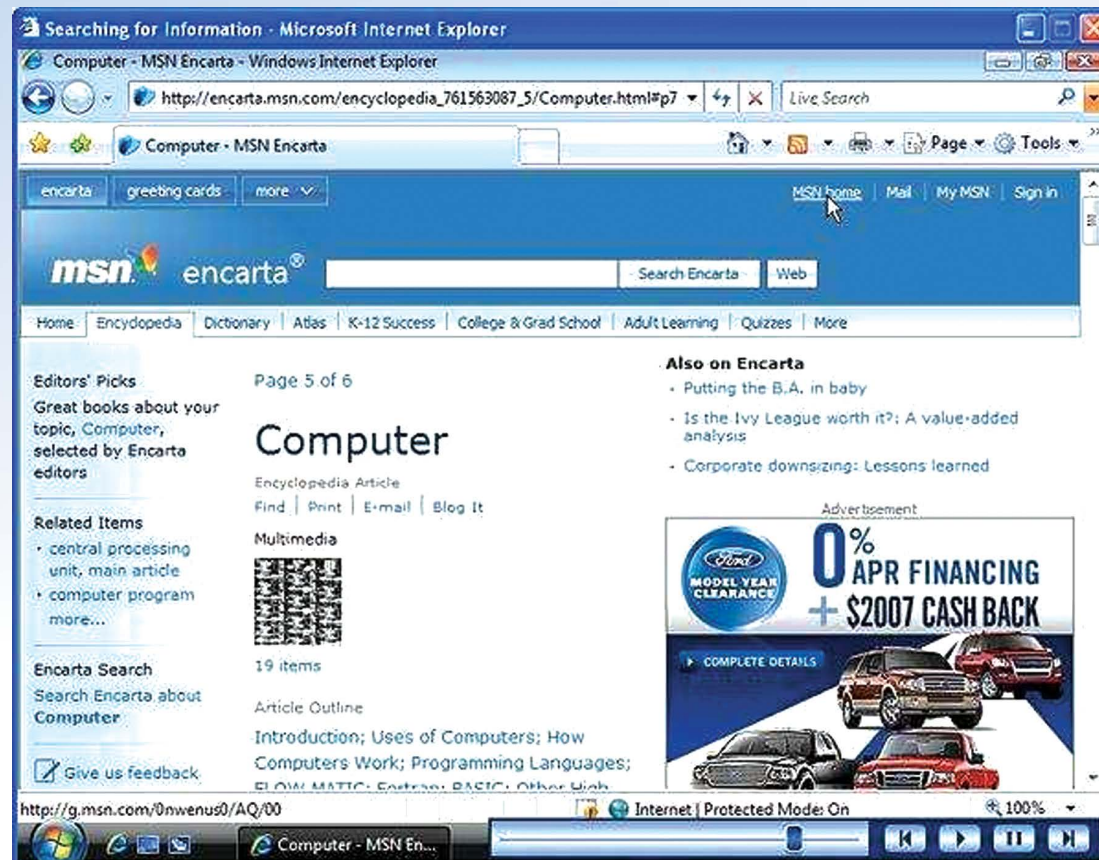 Searching for Information - Microsoft Internet Explorer
Computer - MSN Encarta - Windows Internet Explorer
http://encarta.msn.com/encyclopedia_761563087_5/Computer.html#p7
Live Search
Computer - MSN Encarta
Page
Tools
encarta
greeting cards
more
MSN home | Mail | My MSN | Sign in
msn encarta®
Search Encarta
Web
Home | Encyclopedia | Dictionary | Atlas | K-12 Success | College & Grad School | Adult Learning | Quizzes | More
Editors' Picks
Great books about your
topic, Computer,
selected by Encarta
editors
Related Items
• central processing
unit, main article
• computer program
more...
Encarta Search
Search Encarta about
Computer
Give us feedback
Page 5 of 6
Computer
Encyclopedia Article
Find | Print | E-mail | Blog It
Multimedia
19 items
Article Outline
Introduction; Uses of Computers; How
Computers Work; Programming Languages;
FLOW-MATIC; Fortran; BASIC; Other High
Also on Encarta
• Putting the B.A. in baby
• Is the Ivy League worth it?: A value-added
analysis
• Corporate downsizing: Lessons learned
Advertisement
Ford
MODEL YEAR
CLEARANCE
0%
APR FINANCING
+ $2007 CASH BACK
COMPLETE DETAILS
http://g.msn.com/0nwenus0/AQ/00
Internet | Protected Mode: On
100%
Computer - MSN En...